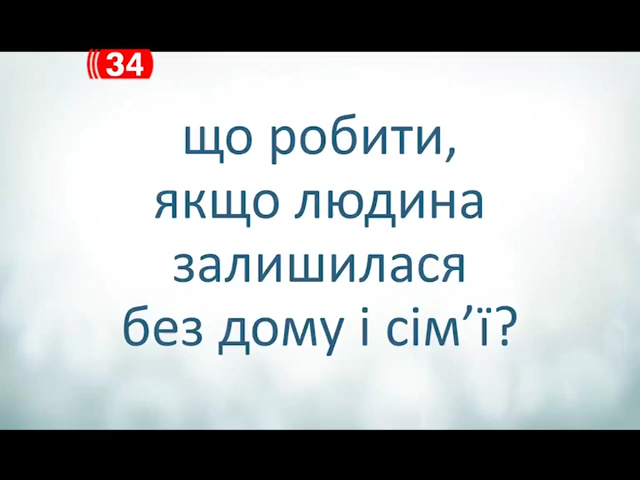 34
що робити,
якщо людина
залишилася
без дому і сім’ї?